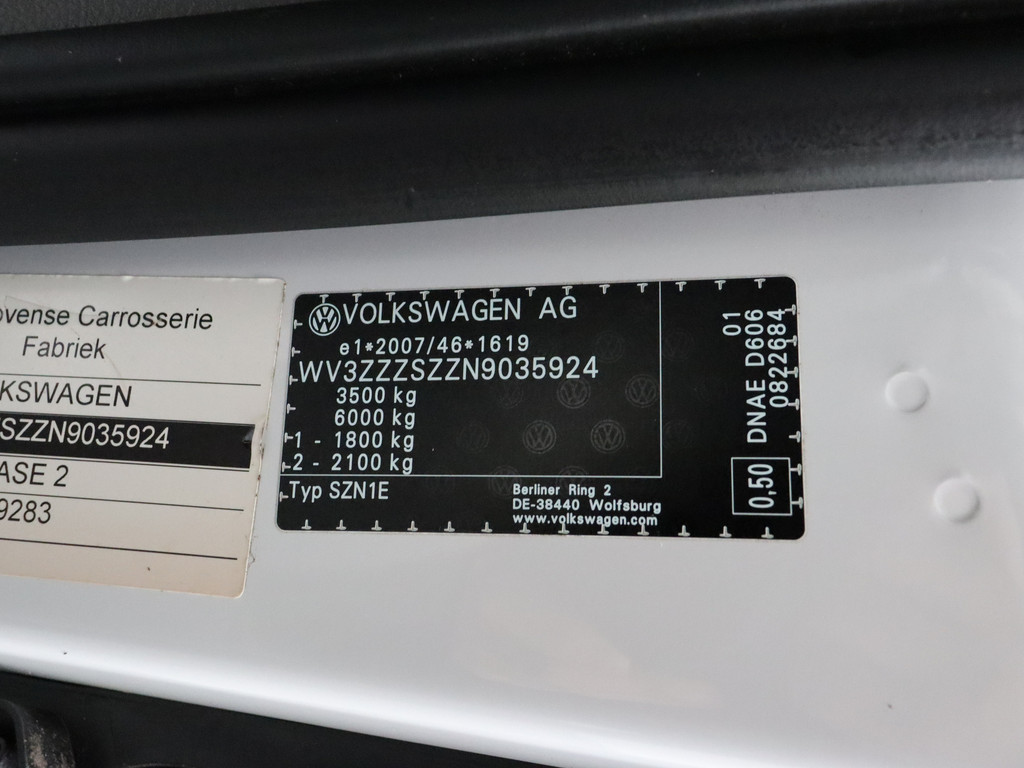 ovense Carrosserie
Fabriek
KSWAGEN
SZZN9035924
ASE 2
9283
VOLKSWAGEN AG
e1*2007/46*1619
WV3ZZZSZZN9035924
3500 kg
6000 kg
1 - 1800 kg
2 - 2100 kg
Typ SZN1E
Berliner Ring 2
DE-38440 Wolfsburg
www.volkswagen.com
01
DNAE D606
0822684
0,50